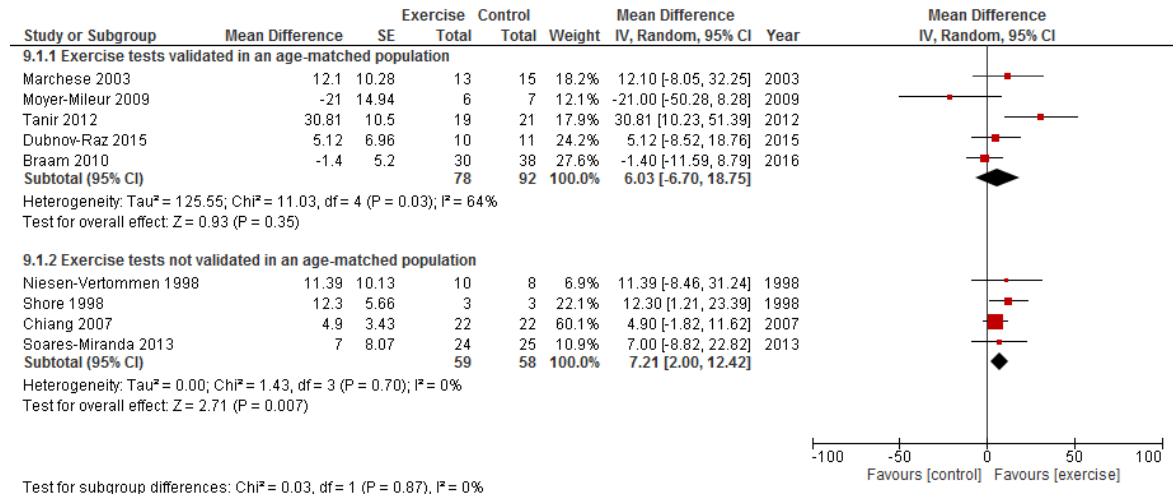 Exercise Control Mean Difference Mean Difference
Study or Subgroup Mean Difference SE Total Total Weight IV, Random, 95% CI Year IV, Random, 95% CI
9.1.1 Exercise tests validated in an age-matched population
Marchese 2003 12.1 10.28 13 15 18.2% 12.10 [-8.05, 32.25] 2003
Moyer-Mileur 2009 -21 14.94 6 7 12.1% -21.00 [-50.28, 8.28] 2009
Tanir 2012 30.81 10.5 19 21 17.9% 30.81 [10.23, 51.39] 2012
Dubnov-Raz 2015 5.12 6.96 10 11 24.2% 5.12 [-8.52, 18.76] 2015
Braam 2010 -1.4 5.2 30 38 27.6% -1.40 [-11.59, 8.79] 2016
Subtotal (95% CI) 78 92 100.0% 6.03 [-6.70, 18.75]
Heterogeneity: Tau² = 125.55; Chi² = 11.03, df = 4 (P = 0.03); I² = 64%
Test for overall effect: Z = 0.93 (P = 0.35)
9.1.2 Exercise tests not validated in an age-matched population
Niesen-Vertommen 1998 11.39 10.13 10 8 6.9% 11.39 [-8.46, 31.24] 1998
Shore 1998 12.3 5.66 3 3 22.1% 12.30 [1.21, 23.39] 1998
Chiang 2007 4.9 3.43 22 22 60.1% 4.90 [-1.82, 11.62] 2007
Soares-Miranda 2013 7 8.07 24 25 10.9% 7.00 [-8.82, 22.82] 2013
Subtotal (95% CI) 59 58 100.0% 7.21 [2.00, 12.42]
Heterogeneity: Tau² = 0.00; Chi² = 1.43, df = 3 (P = 0.70); I² = 0%
Test for overall effect: Z = 2.71 (P = 0.007)
-100 -50 0 50 100
Favours [control] Favours [exercise]
Test for subgroup differences: Chi² = 0.03, df = 1 (P = 0.87), I² = 0%